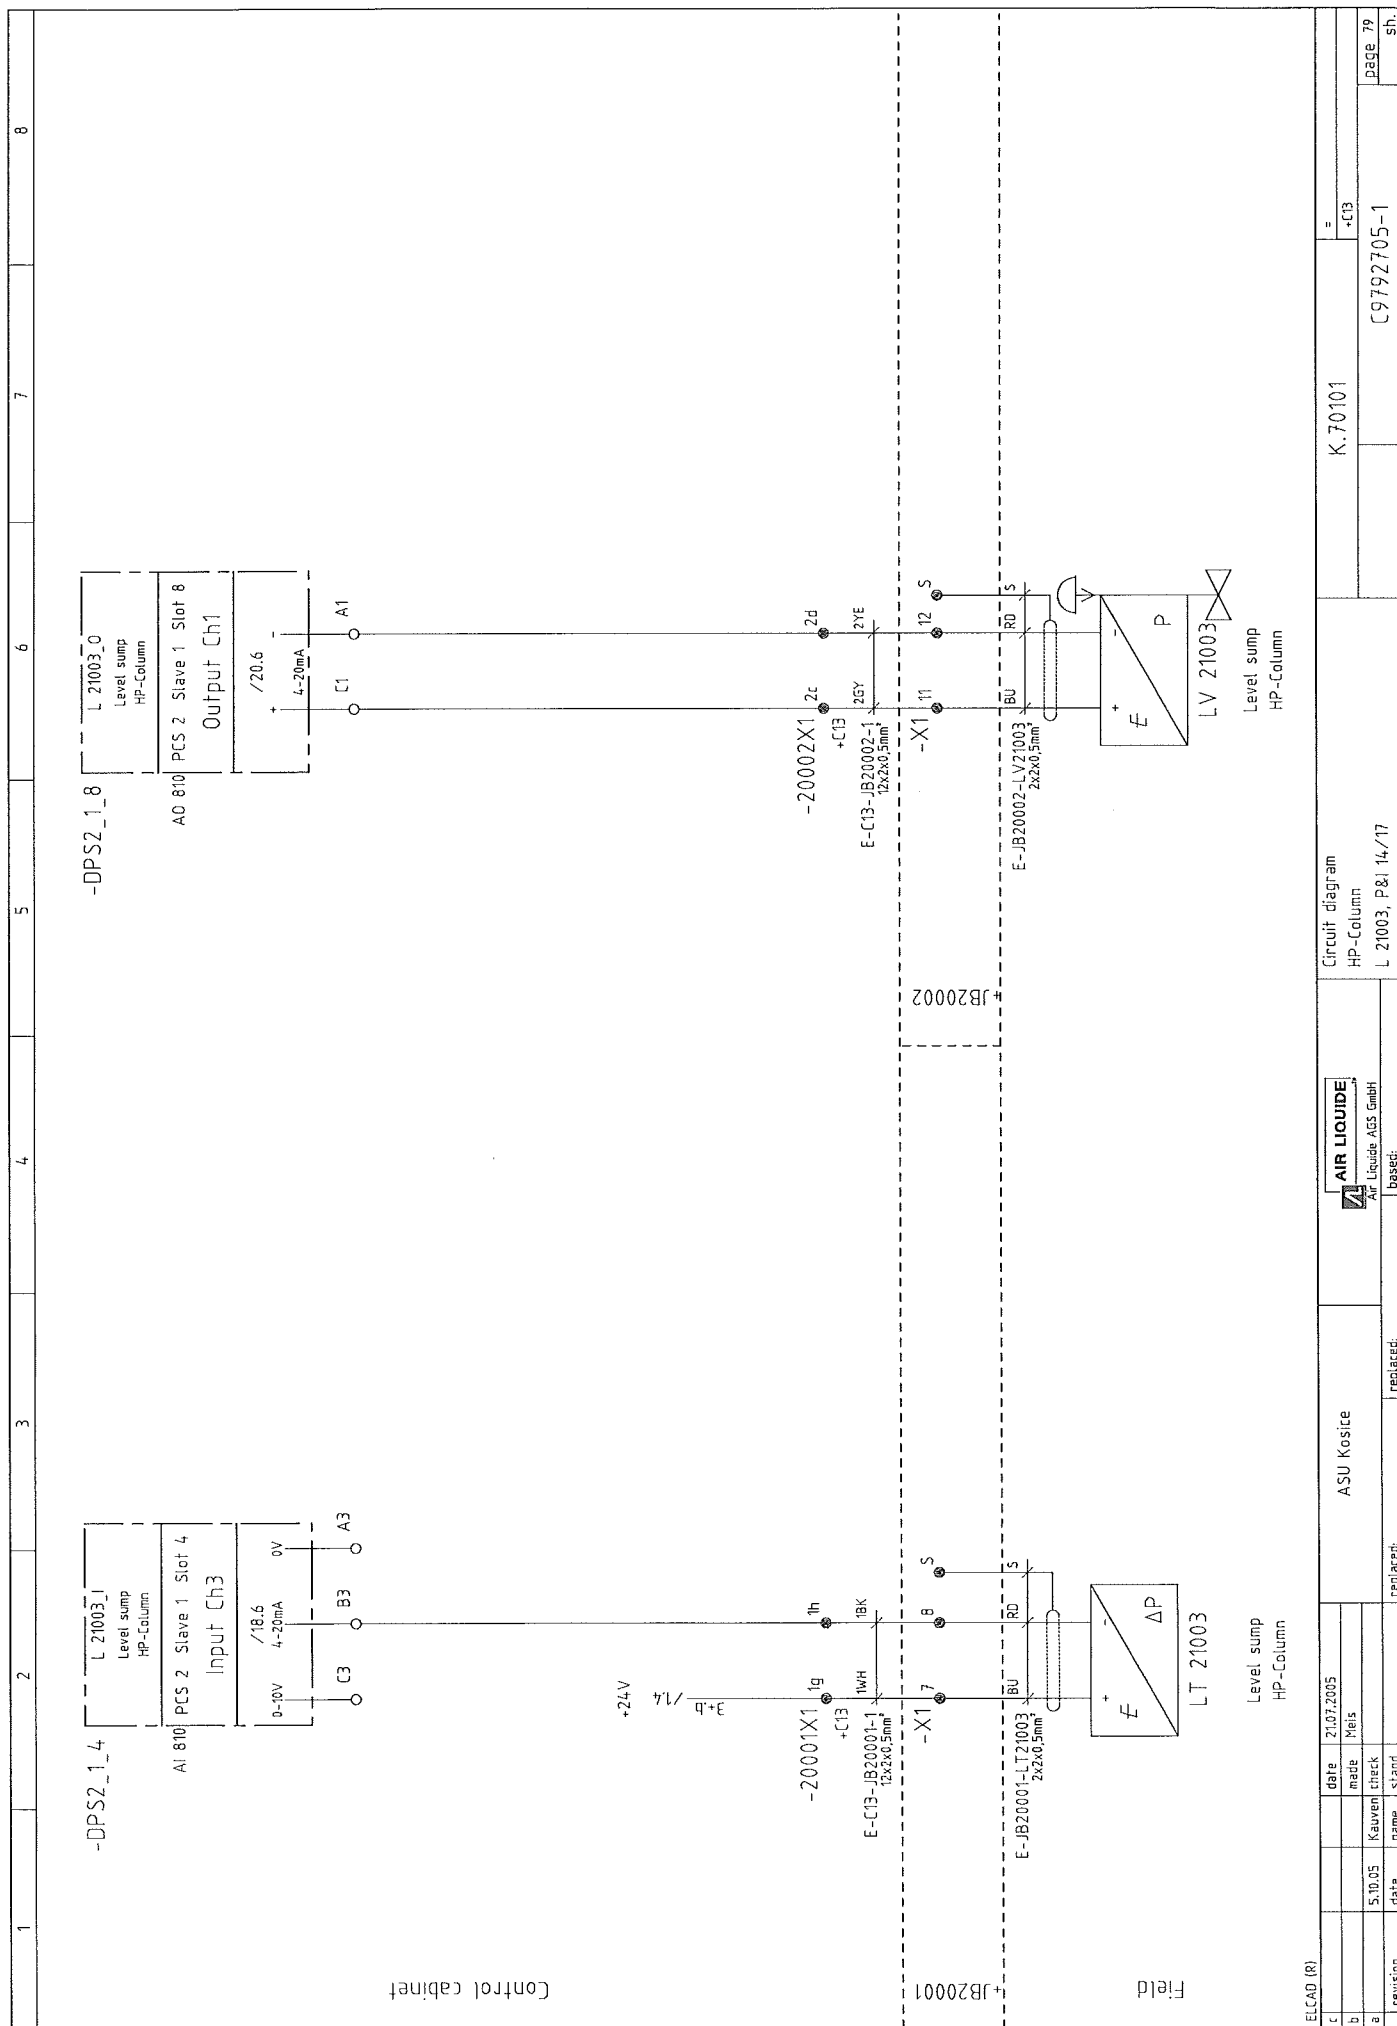 1 2 3 4 5 6 7 8
-DPS2_1_4
L 21003_I
Level sump
HP-Column
AI 810
PCS 2 Slave 1 Slot 4
Input Ch3
/18.6
0-10V 4-20mA 0V
C3 B3 A3
+24V
3+.b /1.4
-20001X1 1g 1h
+C13
E-C13-JB20001-1
12x2x0,5mm²
1WH 1BK
-X1 7 8 S
E-JB20001-LT21003
2x2x0,5mm²
BU RD S
+ -
E ΔP
LT 21003
Level sump
HP-Column
-DPS2_1_8
L 21003_O
Level sump
HP-Column
AO 810
PCS 2 Slave 1 Slot 8
Output Ch1
/20.6
+ 4-20mA -
C1 A1
-20002X1 2c 2d
+C13
E-C13-JB20002-1
12x2x0,5mm²
2GY 2YE
-X1 11 12 S
E-JB20002-LV21003
2x2x0,5mm²
BU RD S
+ -
E P
LV 21003
Level sump
HP-Column
Control cabinet
+JB20001
+JB20002
Field
ELCAD (R)
c
b
a
revision
5.10.05
date
Kauven
name
date 21.07.2005
made Meis
check
stand
ASU Kosice
replaced:
replaced:
AIR LIQUIDE
Air Liquide AGS GmbH
based:
Circuit diagram
HP-Column
L 21003, P&I 14/17
K.70101
=
+C13
C9792705-1
page 79
sh.